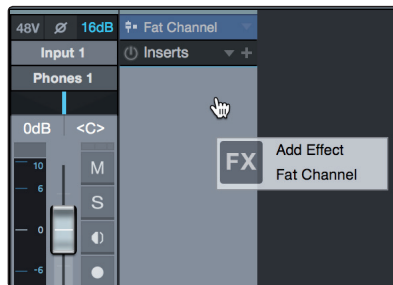 48V Ø 16dB Fat Channel
Input 1 Inserts
Phones 1
0dB <C>
10 M
6 S
0
-6
FX Add Effect
Fat Channel